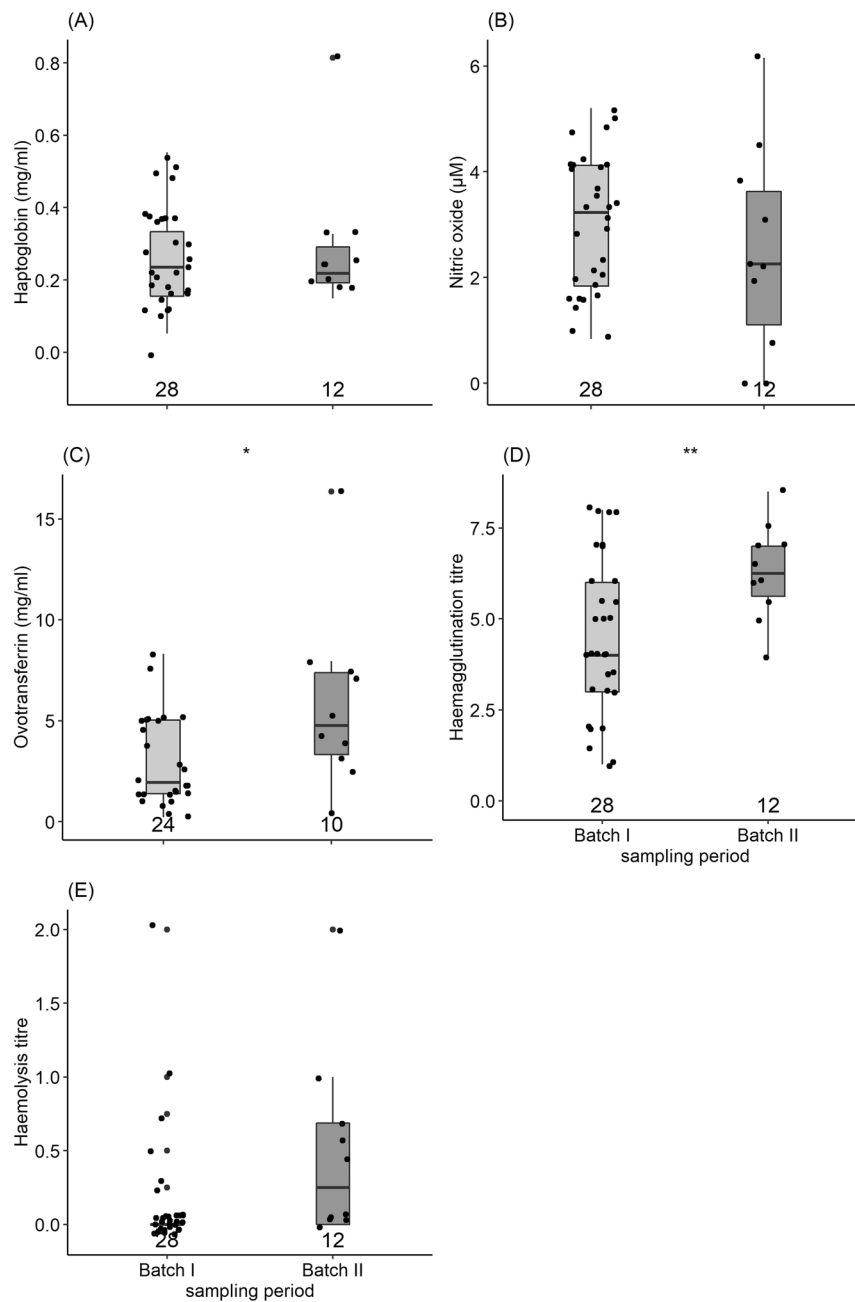 (A)
Haptoglobin (mg/ml)
0.8
0.6
0.4
0.2
0.0
28 12
(B)
Nitric oxide (µM)
6
4
2
0
28 12
(C) *
Ovotransferrin (mg/ml)
15
10
5
0
24 10
(D) **
Haemagglutination titre
7.5
5.0
2.5
0.0
28 12
Batch I Batch II
sampling period
(E)
Haemolysis titre
2.0
1.5
1.0
0.5
0.0
28 12
Batch I Batch II
sampling period